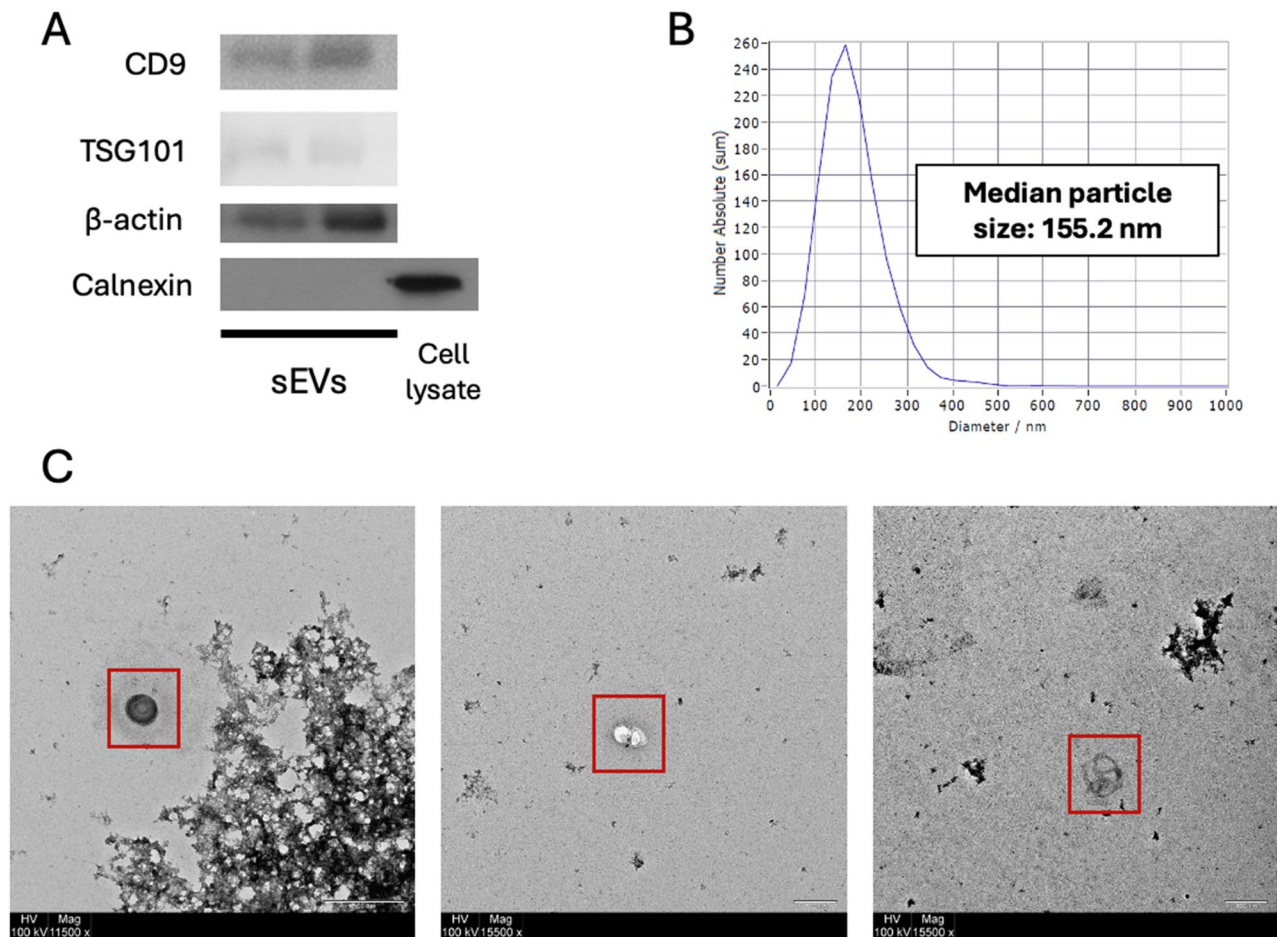 A
CD9
TSG101
β-actin
Calnexin
sEVs
Cell
lysate
B
Number Absolute (sum)
260
240
220
200
180
160
140
120
100
80
60
40
20
0
0 100 200 300 400 500 600 700 800 900 1000
Diameter / nm
Median particle
size: 155.2 nm
C
HV Mag
100 kV 11500 x
HV Mag
100 kV 15500 x
HV Mag
100 kV 15500 x